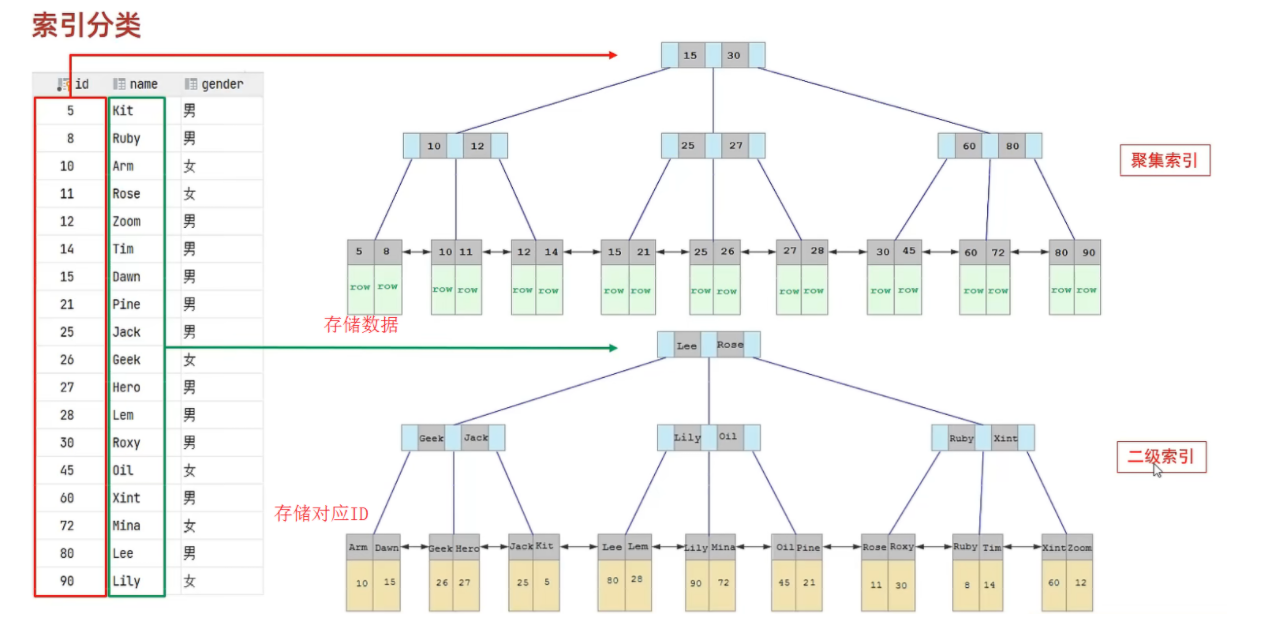 索引分类
id name gender
5 Kit 男
8 Ruby 男
10 Arm 女
11 Rose 女
12 Zoom 男
14 Tim 男
15 Dawn 男
21 Pine 男
25 Jack 男
26 Geek 女
27 Hero 男
28 Lem 男
30 Roxy 男
45 Oil 女
60 Xint 男
72 Mina 女
80 Lee 男
90 Lily 女
15 30
10 12 25 27 60 80
聚集索引
5 8 10 11 12 14 15 21 25 26 27 28 30 45 60 72 80 90
row row row row row row row row row row row row row row row row row row
存储数据
Lee Rose
Geek Jack Lily Oil Ruby Xint
二级索引
存储对应ID
Arm Dawn Geek Hero Jack Kit Lee Lem Lily Mina Oil Pine Rose Roxy Ruby Tim Xint Zoom
10 15 26 27 25 5 80 28 90 72 45 21 11 30 8 14 60 12